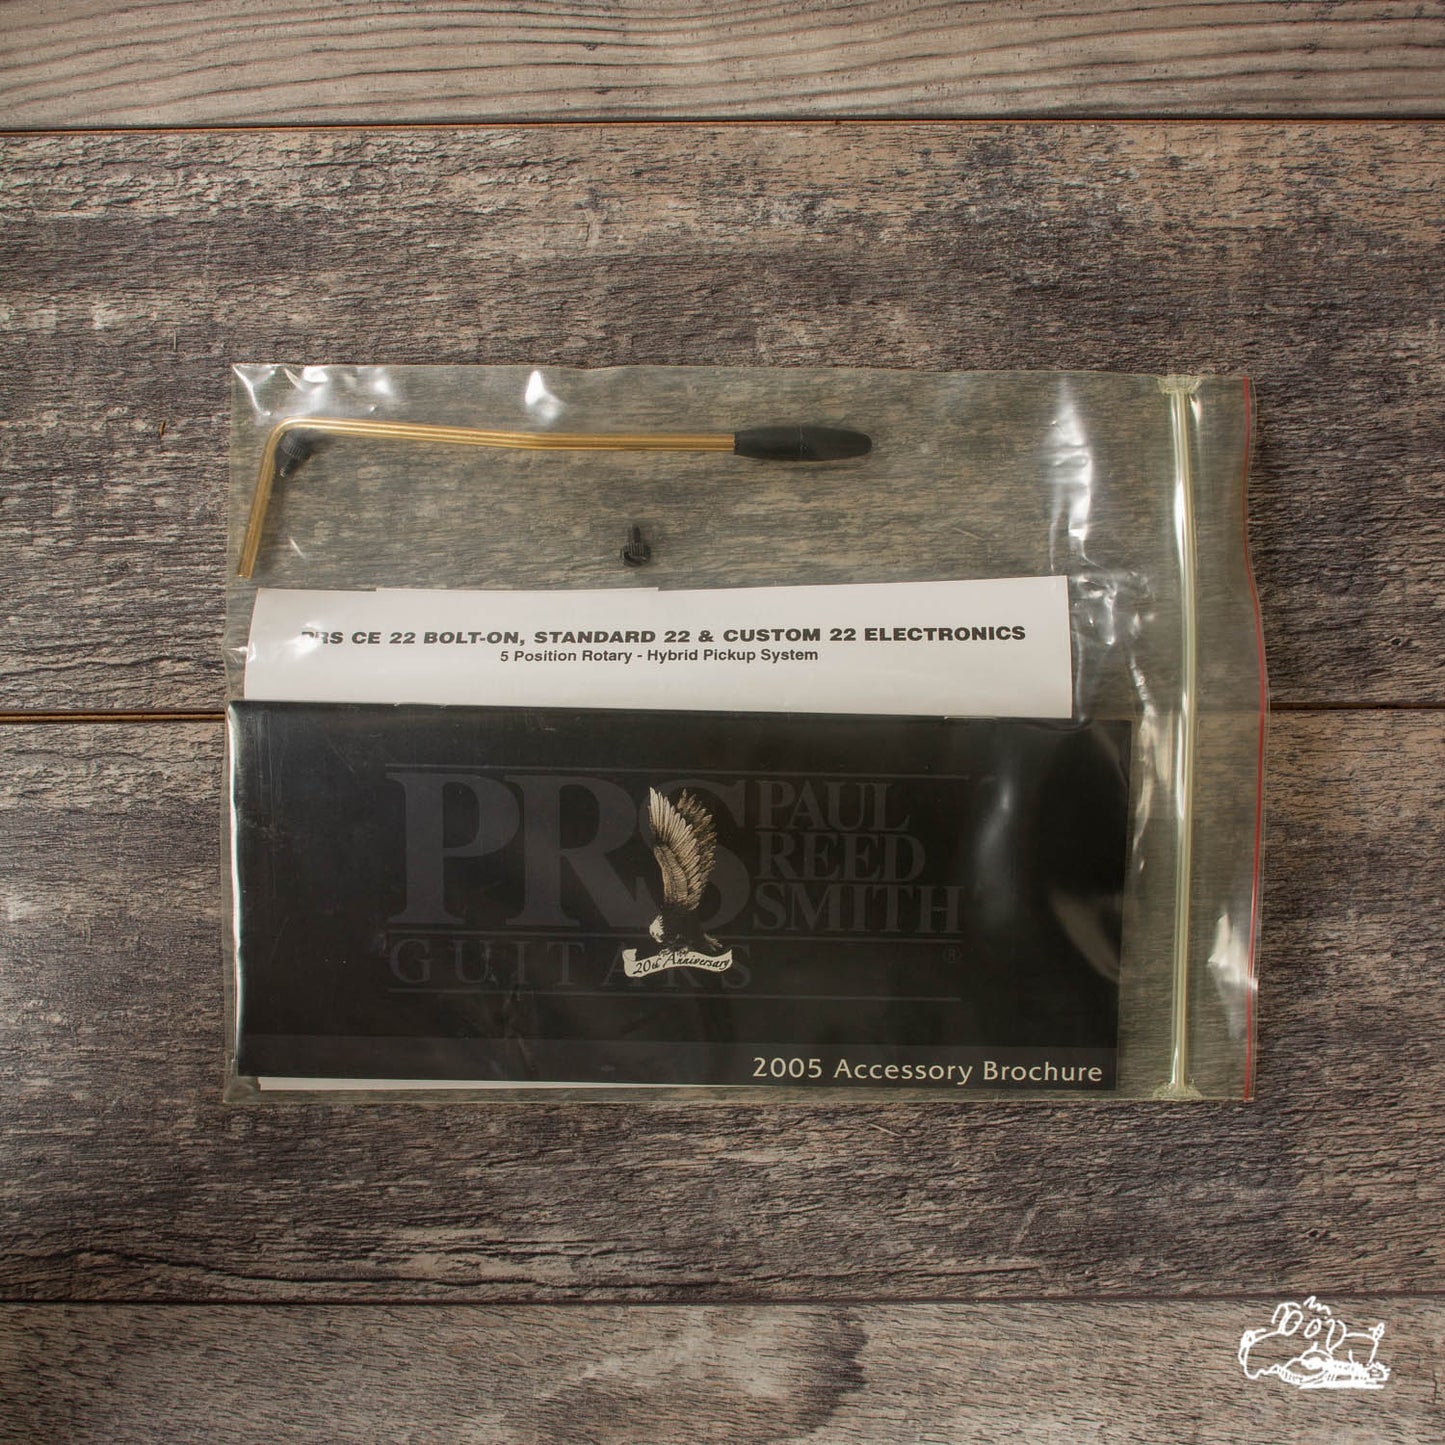 PRS CE 22 BOLT-ON, STANDARD 22 & CUSTOM 22 ELECTRONICS
5 Position Rotary - Hybrid Pickup System
PRS PAUL
REED
SMITH
GUITARS ®
20th Anniversary
2005 Accessory Brochure